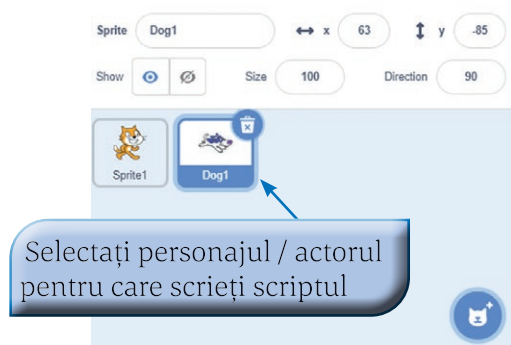 Sprite Dog1 x 63 y -85
Show Size 100 Direction 90
Sprite1 Dog1
Selectați personajul / actorul
pentru care scrieți scriptul